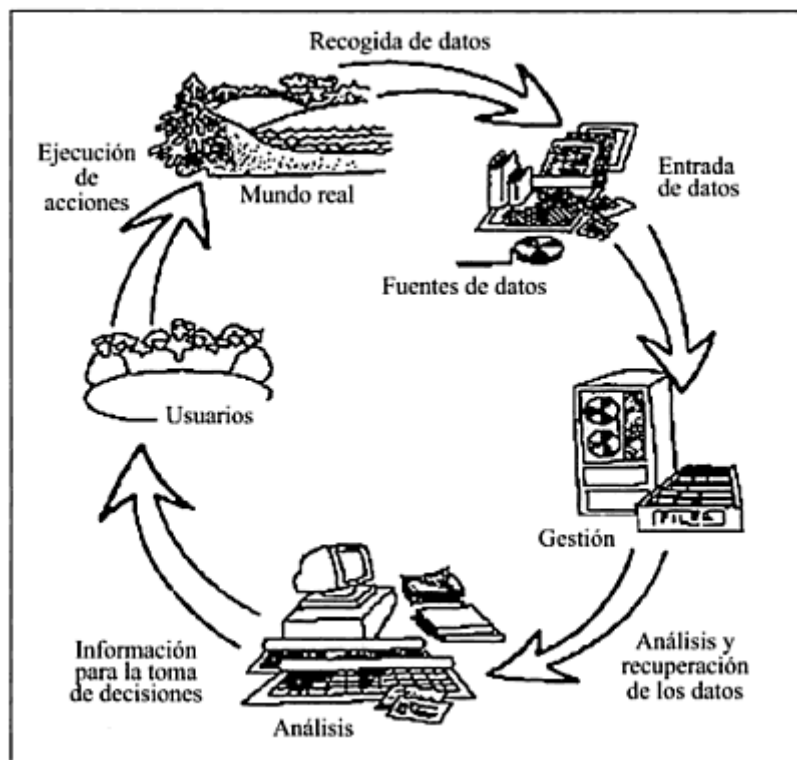 Recogida de datos
Ejecución
de
acciones
Mundo real
Entrada
de datos
Fuentes de datos
Usuarios
FILES
Gestión
Información
para la toma
de decisiones
Análisis y
recuperación
de los datos
Análisis